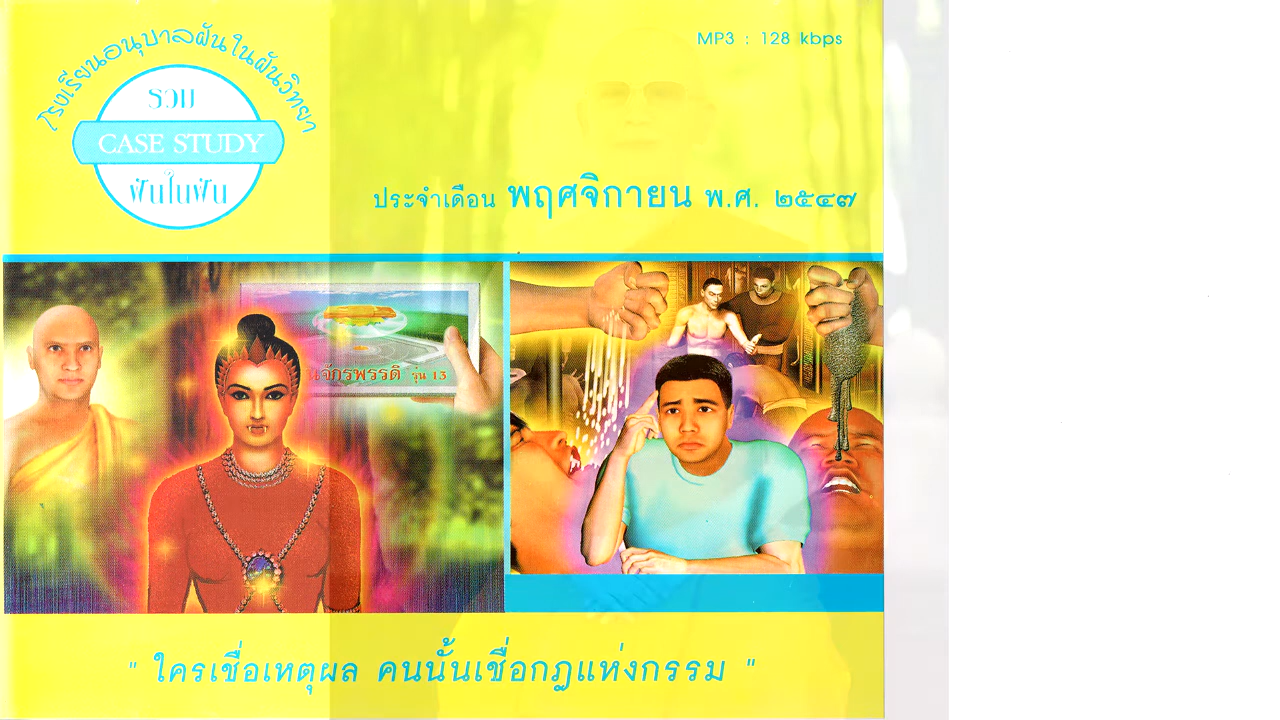 โรงเรียนอนุบาลฝันในฝันวิทยา
รวม
CASE STUDY
ฝันในฝัน
MP3 : 128 kbps
ประจำเดือน พฤศจิกายน พ.ศ. ๒๕๔๗
นจักรพรรดิ รุ่น 13
" ใครเชื่อเหตุผล คนนั้นเชื่อกฎแห่งกรรม "